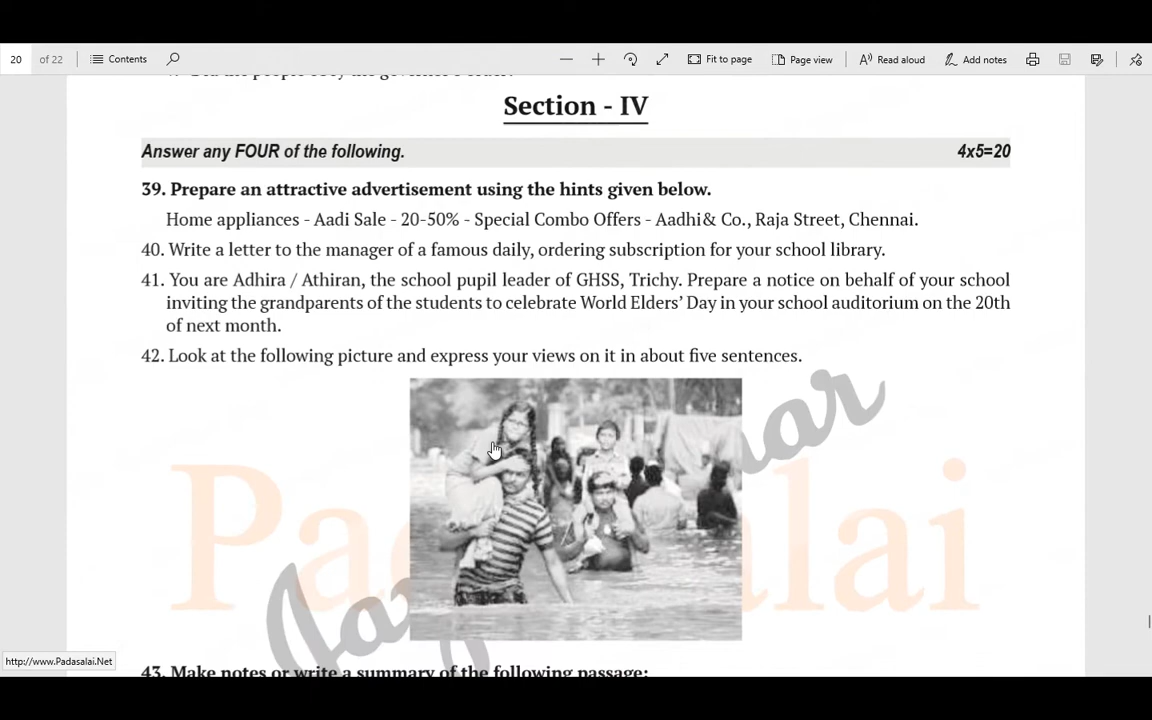 20 of 22 Contents Fit to page Page view Read aloud Add notes
Section - IV
Answer any FOUR of the following. 4x5=20
39. Prepare an attractive advertisement using the hints given below.
Home appliances - Aadi Sale - 20-50% - Special Combo Offers - Aadhi& Co., Raja Street, Chennai.
40. Write a letter to the manager of a famous daily, ordering subscription for your school library.
41. You are Adhira / Athiran, the school pupil leader of GHSS, Trichy. Prepare a notice on behalf of your school
inviting the grandparents of the students to celebrate World Elders' Day in your school auditorium on the 20th
of next month.
42. Look at the following picture and express your views on it in about five sentences.
http://www.Padasalai.Net
43. Make notes or write a summary of the following passage: